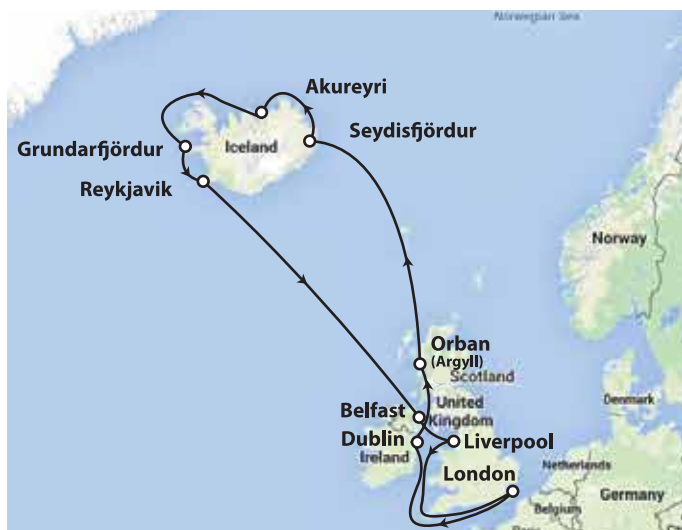 Norwegian Sea
Akureyri
Seydisfjördur
Iceland
Grundarfjördur
Reykjavik
Norway
Orban
(Argyll)
Scotland
Belfast
United
Kingdom
Denmark
Dublin
Liverpool
Ireland
London
Netherlands
Germany
Belgium